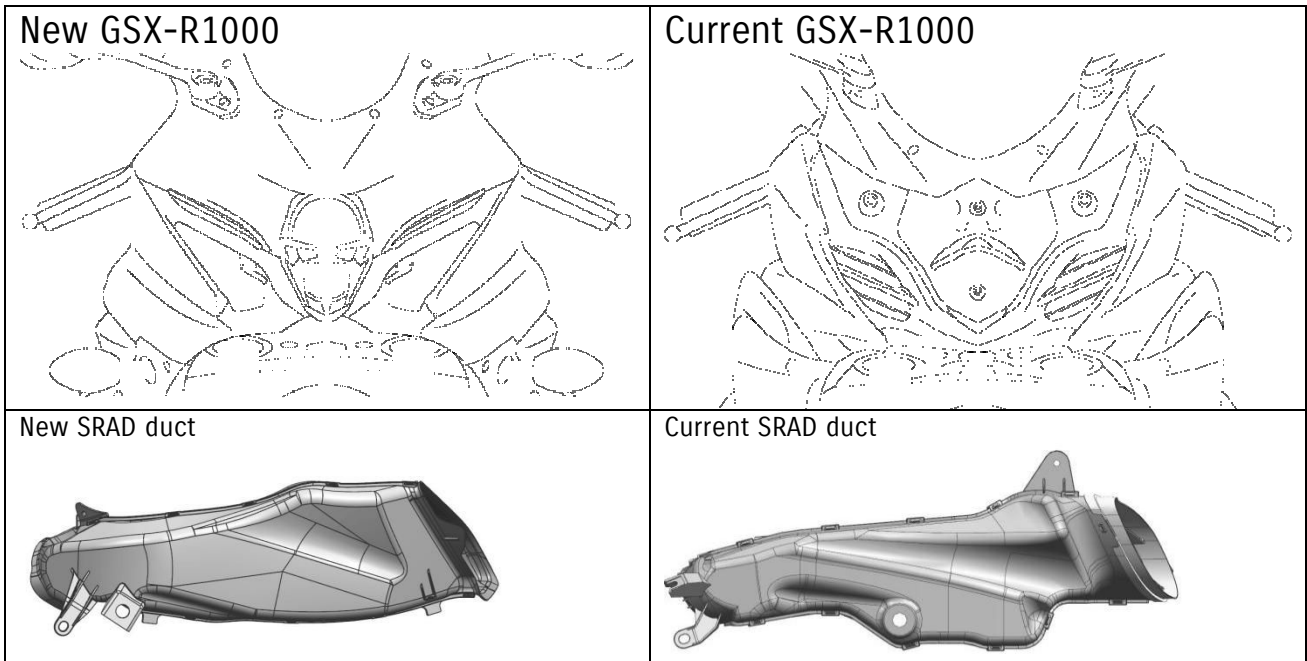 New GSX-R1000
Current GSX-R1000
New SRAD duct
Current SRAD duct